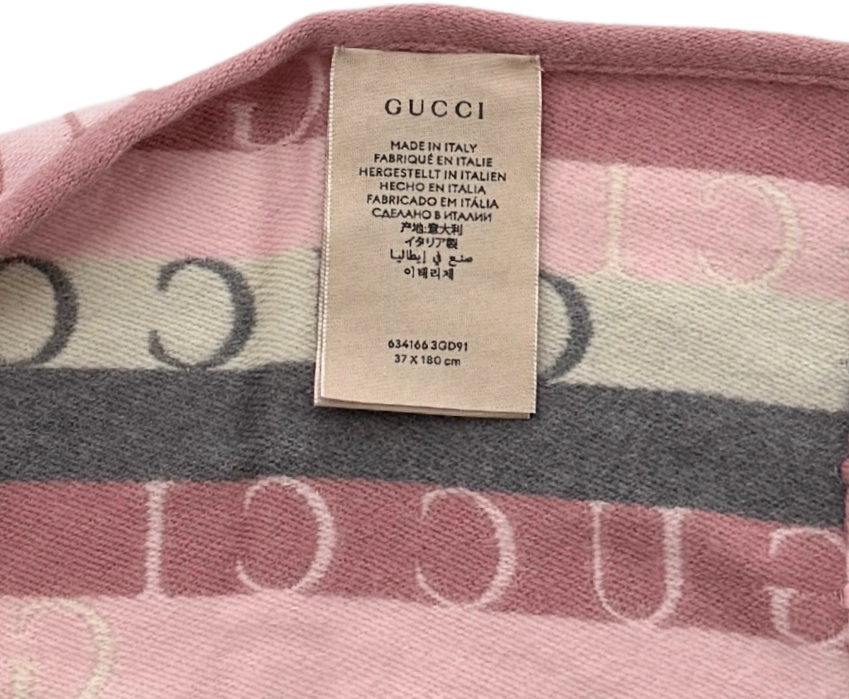 GUCCI
MADE IN ITALY
FABRIQUÉ EN ITALIE
HERGESTELLT IN ITALIEN
HECHO EN ITALIA
FABRICADO EM ITÁLIA
СДЕЛАНО В ИТАЛИИ
产地:意大利
イタリア製
صنع في إيطاليا
이태리제
634166 3GD91
37 X 180 cm
GUCCI